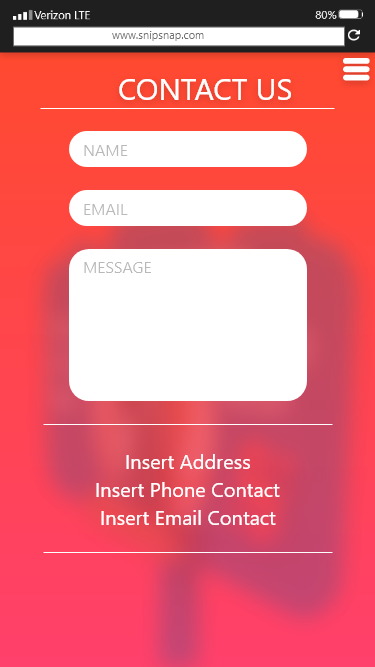 Verizon LTE 80%
www.snipsnap.com
CONTACT US
NAME
EMAIL
MESSAGE
Insert Address
Insert Phone Contact
Insert Email Contact